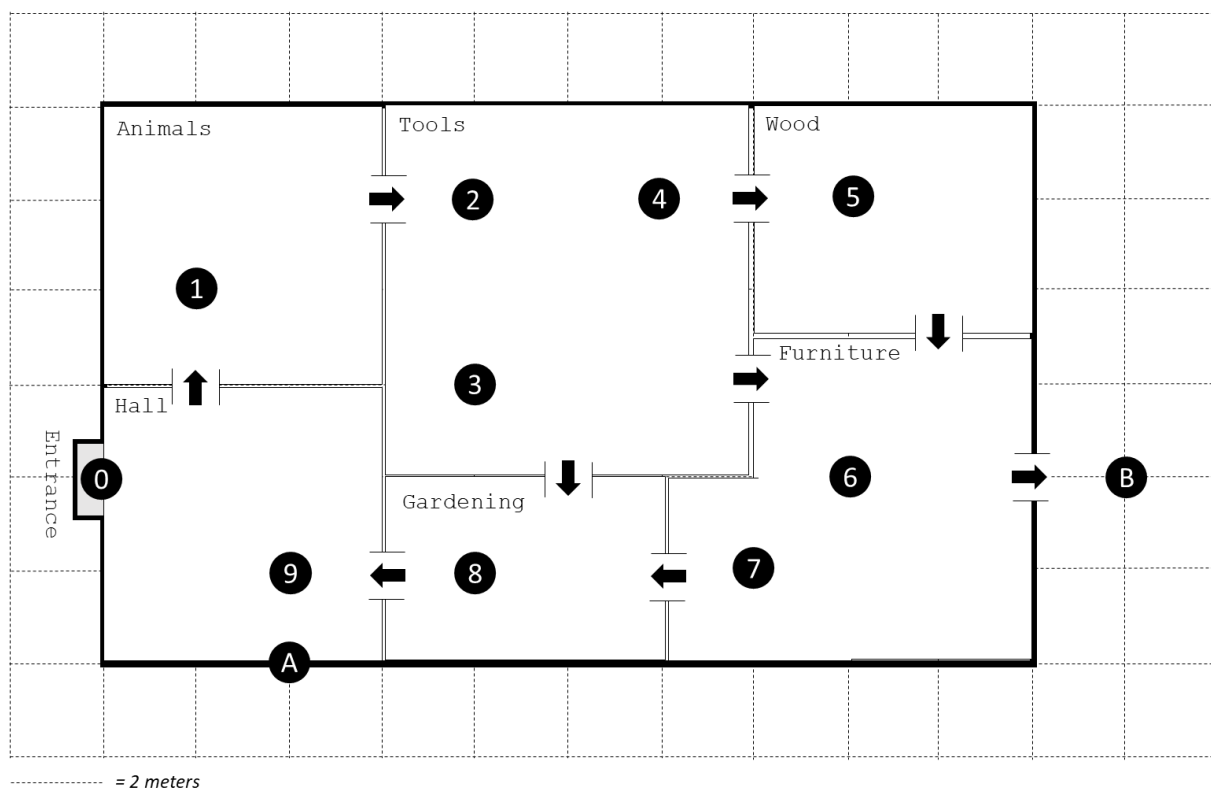 Animals
Tools
Wood
2
4
5
1
Furniture
3
Hall
Entrance
0
6
B
Gardening
9
8
7
A
= 2 meters